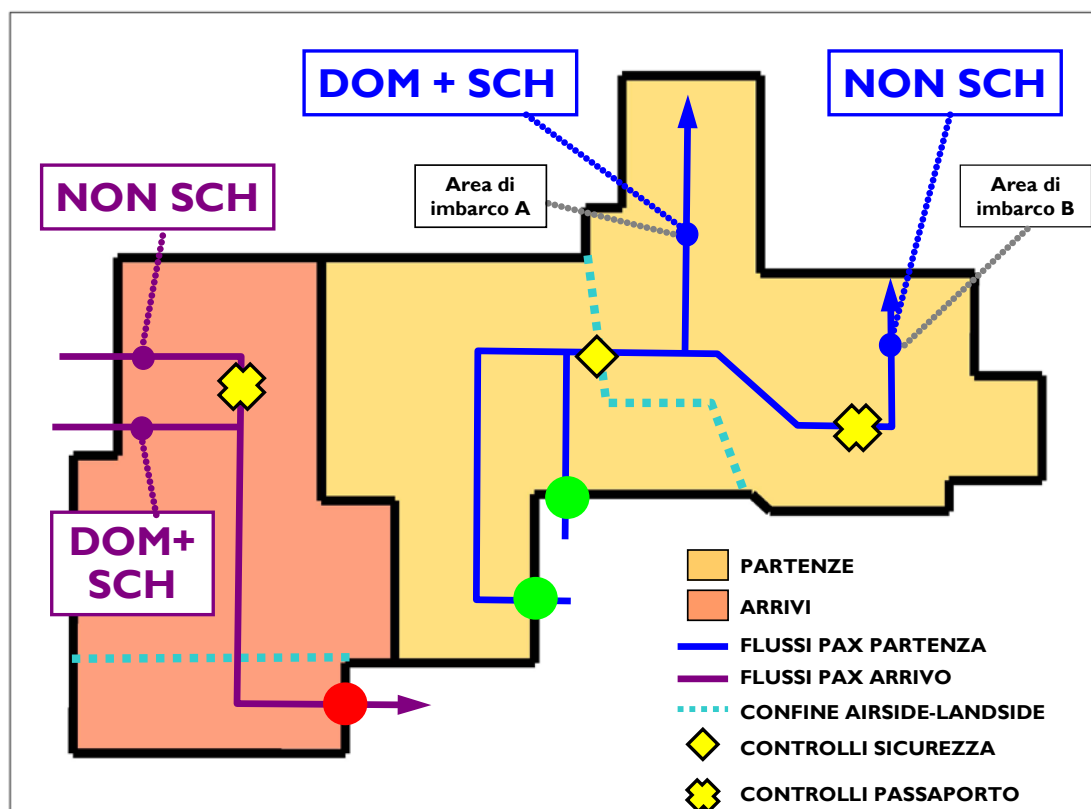 DOM + SCH
NON SCH
NON SCH
Area di
imbarco A
Area di
imbarco B
DOM+
SCH
PARTENZE
ARRIVI
FLUSSI PAX PARTENZA
FLUSSI PAX ARRIVO
CONFINE AIRSIDE-LANDSIDE
CONTROLLI SICUREZZA
CONTROLLI PASSAPORTO